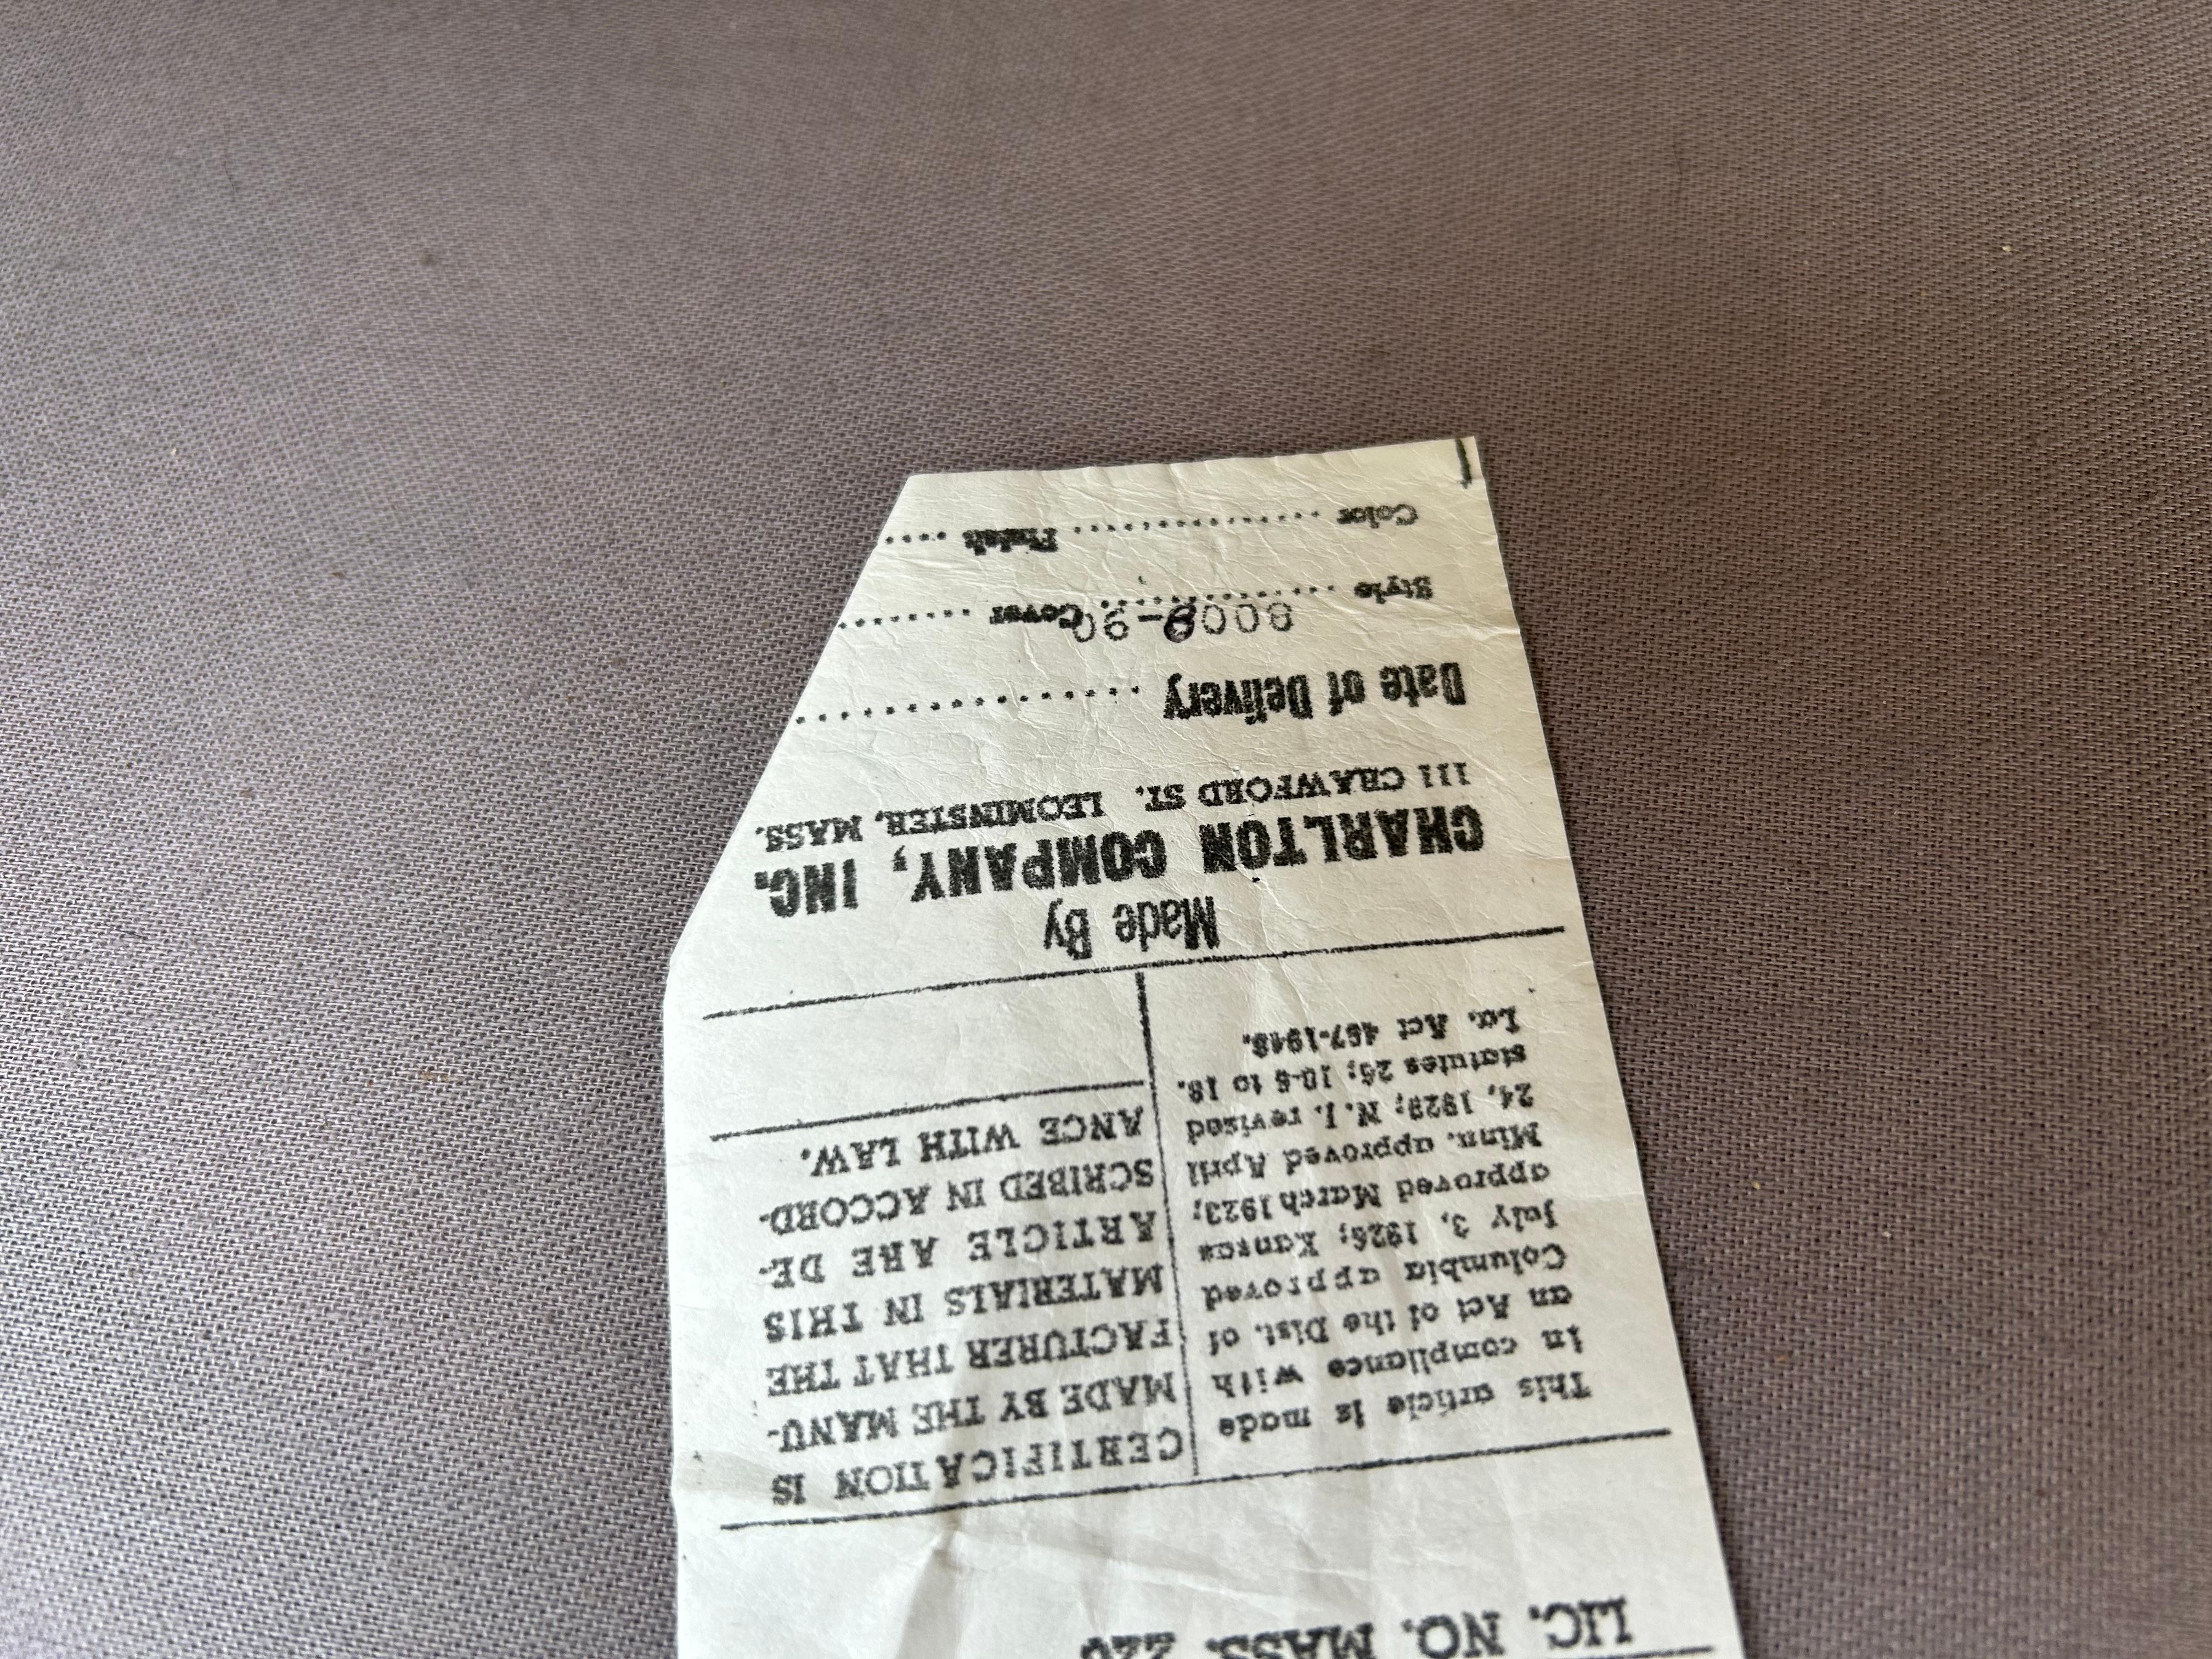 LIC. NO. MASS. 220
This article is made
in compliance with
an Act of the Dist. of
Columbia approved
July 3, 1926; Kansas
approved March 1923;
Minn. approved April
24, 1929; N. J. revised
statutes 26; 10-6 to 18.
La. Act 467-1948.
CERTIFICATION IS
MADE BY THE MANU-
FACTURER THAT THE
MATERIALS IN THIS
ARTICLE ARE DE-
SCRIBED IN ACCORD-
ANCE WITH LAW.
Made By
CHARLTON COMPANY, INC.
111 CRAWFORD ST. LEOMINSTER, MASS.
Date of Delivery
Style Cover
Color Finish